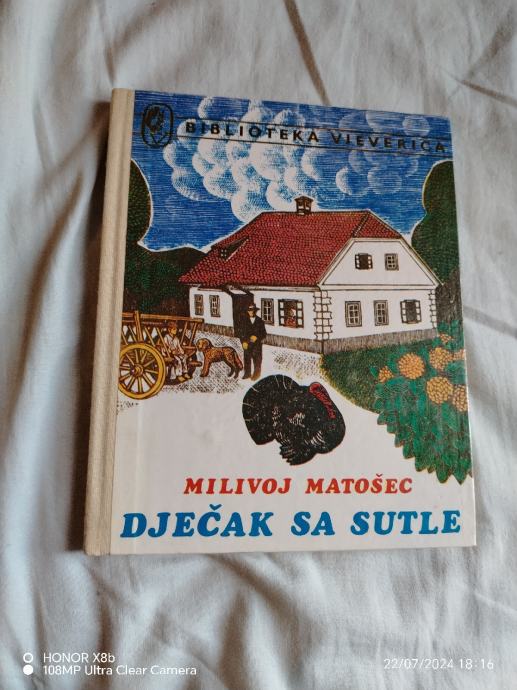 BIBLIOTEKA VJEVERICA
MILIVOJ MATOŠEC
DJEČAK SA SUTLE
HONOR X8b
108MP Ultra Clear Camera
22/07/2024 18:16